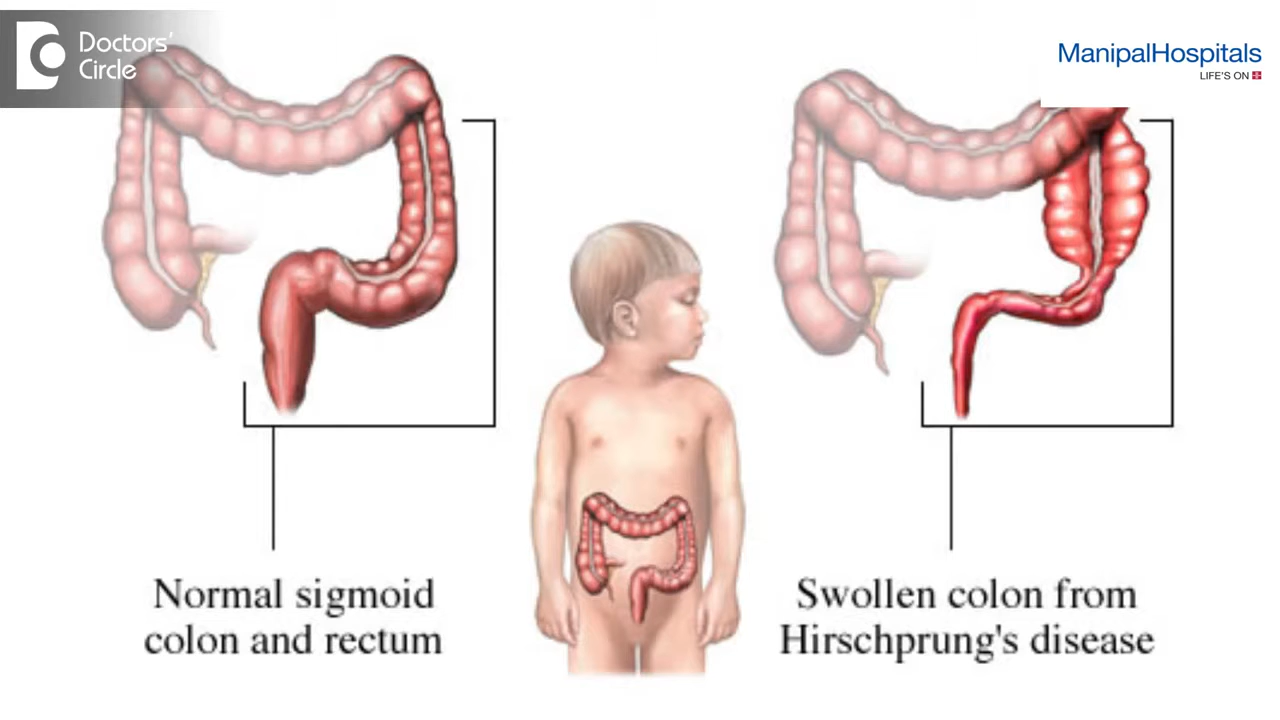 Doctors'
Circle
ManipalHospitals
LIFE'S ON
Normal sigmoid
colon and rectum
Swollen colon from
Hirschprung's disease